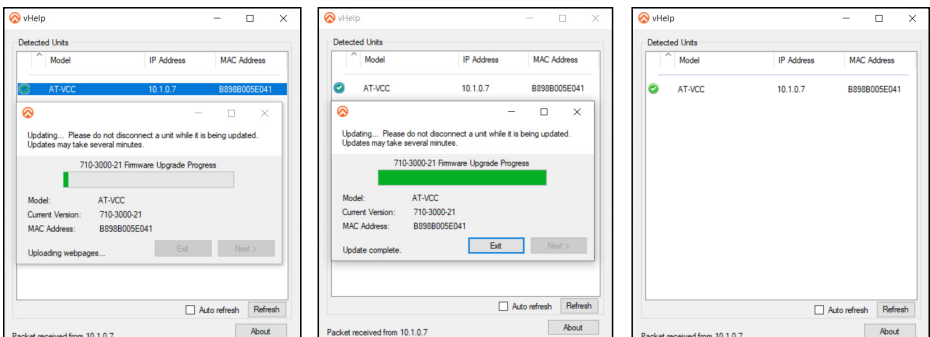 vHelp
Detected Units
Model IP Address MAC Address
AT-VCC 10.1.0.7 B898B005E041
Updating... Please do not disconnect a unit while it is being updated.
Updates may take several minutes.
710-3000-21 Firmware Upgrade Progress
Model: AT-VCC
Current Version: 710-3000-21
MAC Address: B898B005E041
Uploading webpages... Exit Next >
Auto refresh Refresh
Packet received from 10.1.0.7 About
vHelp
Detected Units
Model IP Address MAC Address
AT-VCC 10.1.0.7 B898B005E041
Updating... Please do not disconnect a unit while it is being updated.
Updates may take several minutes.
710-3000-21 Firmware Upgrade Progress
Model: AT-VCC
Current Version: 710-3000-21
MAC Address: B898B005E041
Update complete. Exit Next >
Auto refresh Refresh
Packet received from 10.1.0.7 About
vHelp
Detected Units
Model IP Address MAC Address
AT-VCC 10.1.0.7 B898B005E041
Auto refresh Refresh
Packet received from 10.1.0.7 About